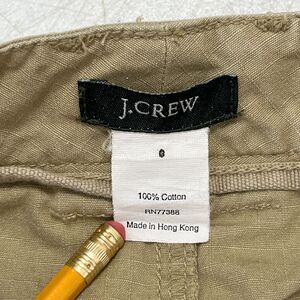 J.CREW
6
100% Cotton
RN77388
Made in Hong Kong